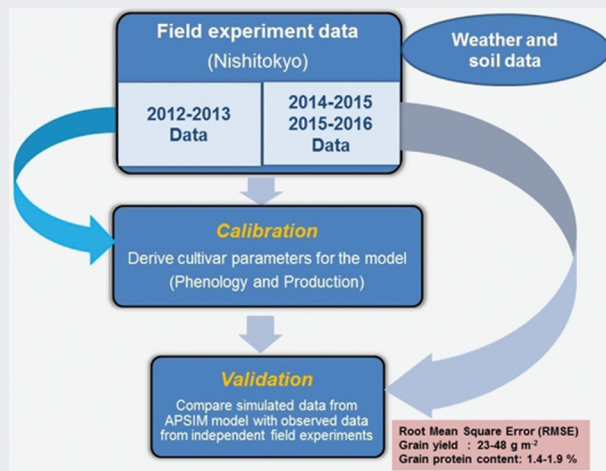 Field experiment data
(Nishitokyo)
Weather and
soil data
2012-2013
Data
2014-2015
2015-2016
Data
Calibration
Derive cultivar parameters for the model
(Phenology and Production)
Validation
Compare simulated data from
APSIM model with observed data
from independent field experiments
Root Mean Square Error (RMSE)
Grain yield : 23-48 g m⁻²
Grain protein content: 1.4-1.9 %